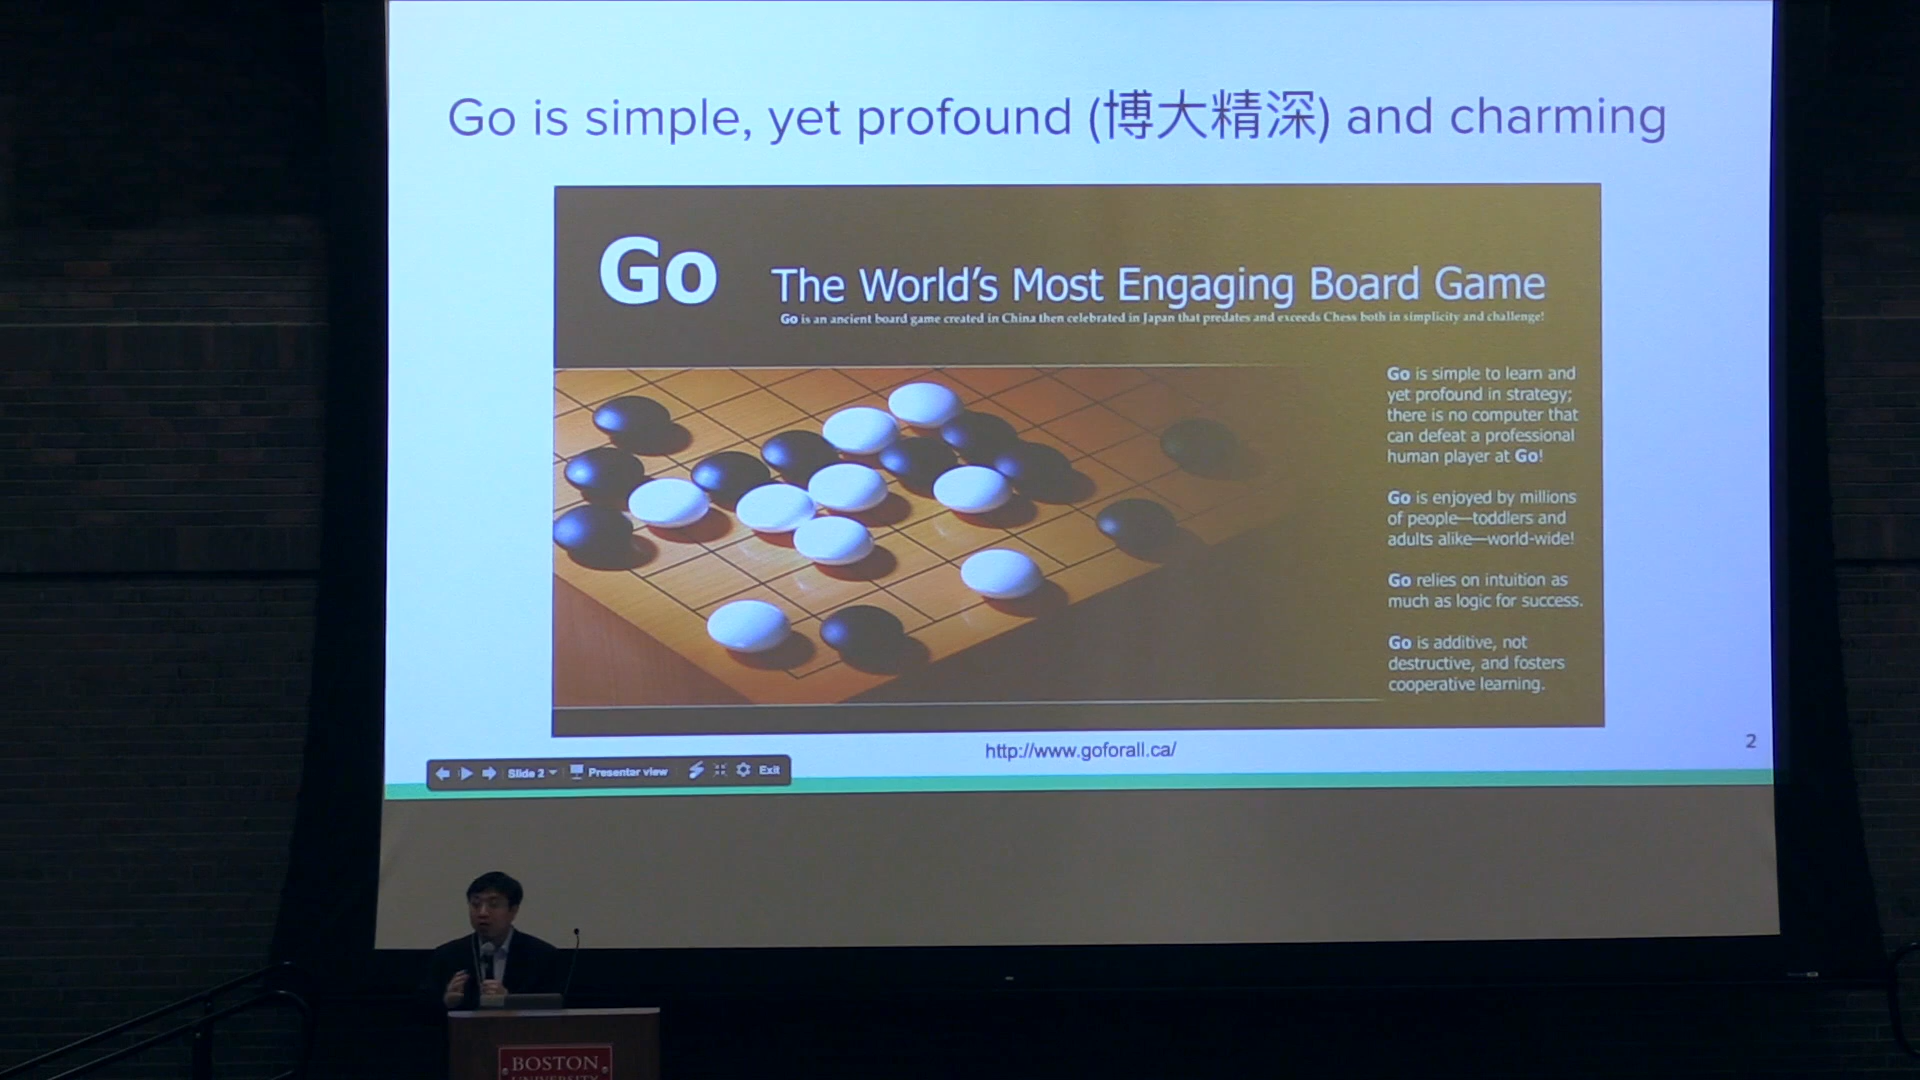 Go is simple, yet profound (博大精深) and charming
Go
The World's Most Engaging Board Game
Go is an ancient board game created in China then celebrated in Japan that predates and exceeds Chess both in simplicity and challenge!
Go is simple to learn and
yet profound in strategy;
there is no computer that
can defeat a professional
human player at Go!
Go is enjoyed by millions
of people—toddlers and
adults alike—world-wide!
Go relies on intuition as
much as logic for success.
Go is additive, not
destructive, and fosters
cooperative learning.
http://www.goforall.ca/
2
Slide 2
Presenter view
Exit
BOSTON
UNIVERSITY